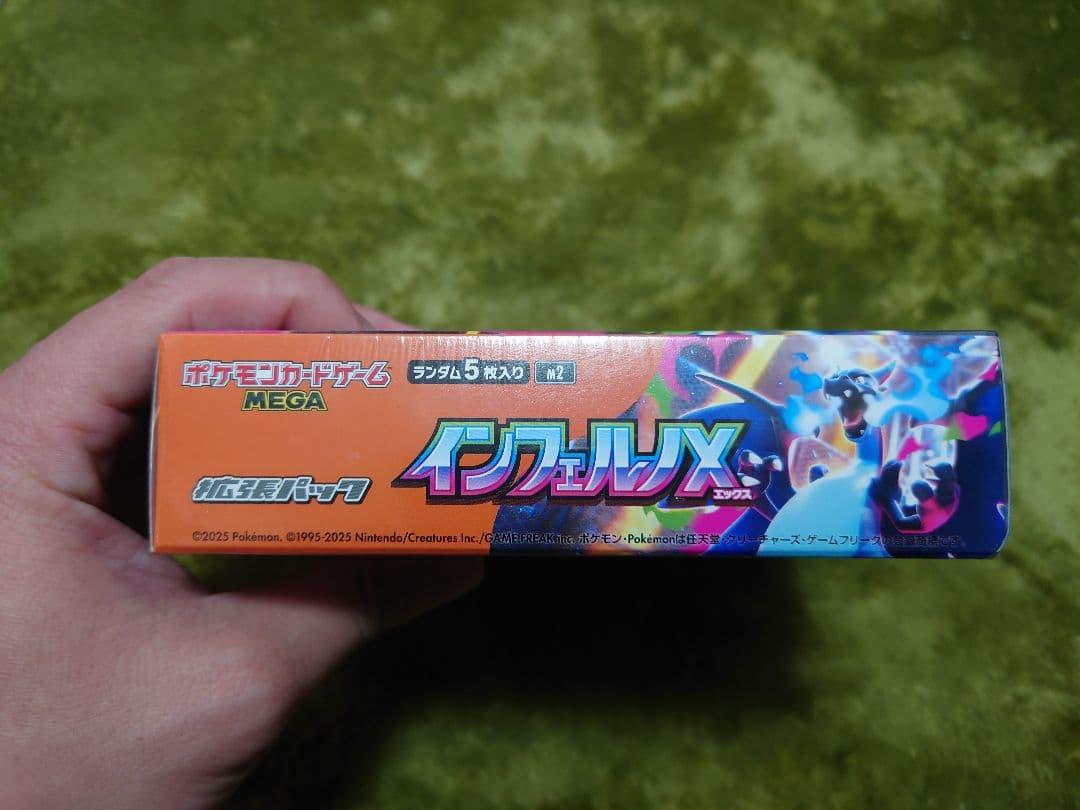 ポケモンカードゲーム
MEGA
ランダム5枚入り M2
インフェルノX
エックス
拡張パック
©2025 Pokémon. ©1995-2025 Nintendo/Creatures Inc./GAME FREAK inc. ポケモン・Pokémonは任天堂・クリーチャーズ・ゲームフリークの登録商標です。